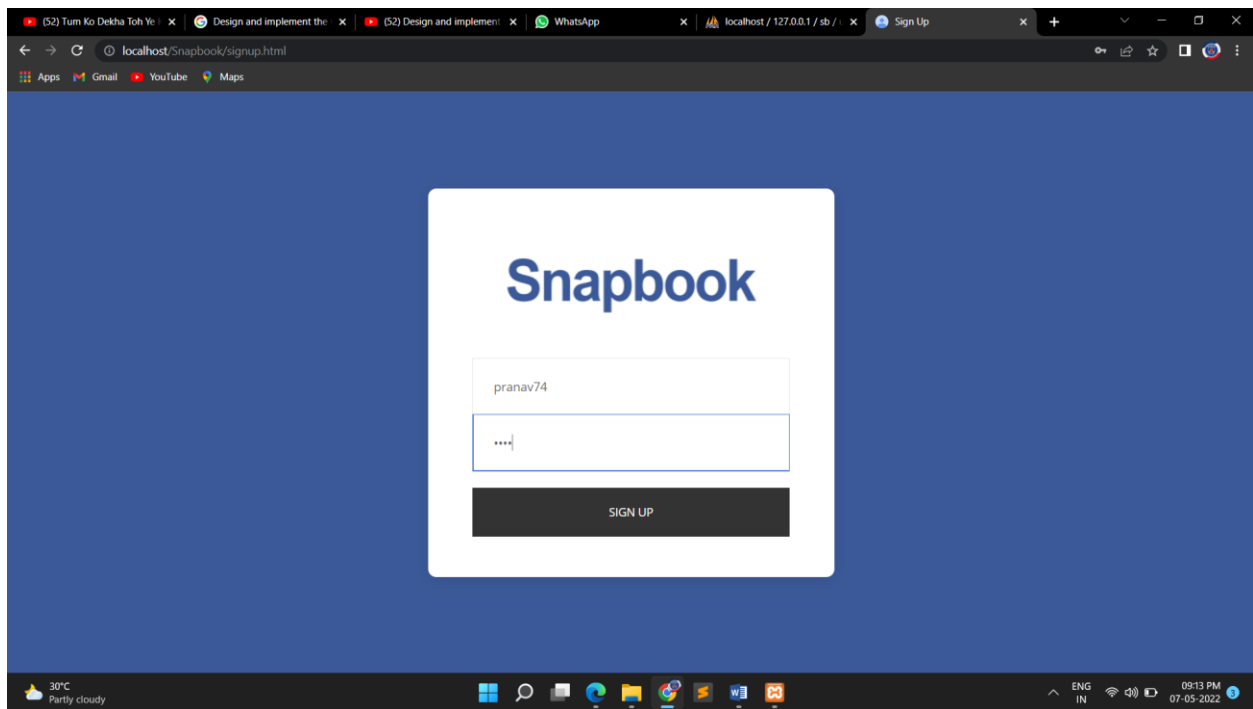 (52) Tum Ko Dekha Toh Ye
Design and implement the
(52) Design and implement
WhatsApp
localhost / 127.0.0.1 / sb /
Sign Up
localhost/Snapbook/signup.html
Apps
Gmail
YouTube
Maps
Snapbook
pranav74
••••
SIGN UP
30°C
Partly cloudy
ENG
IN
09:13 PM
07-05-2022
3